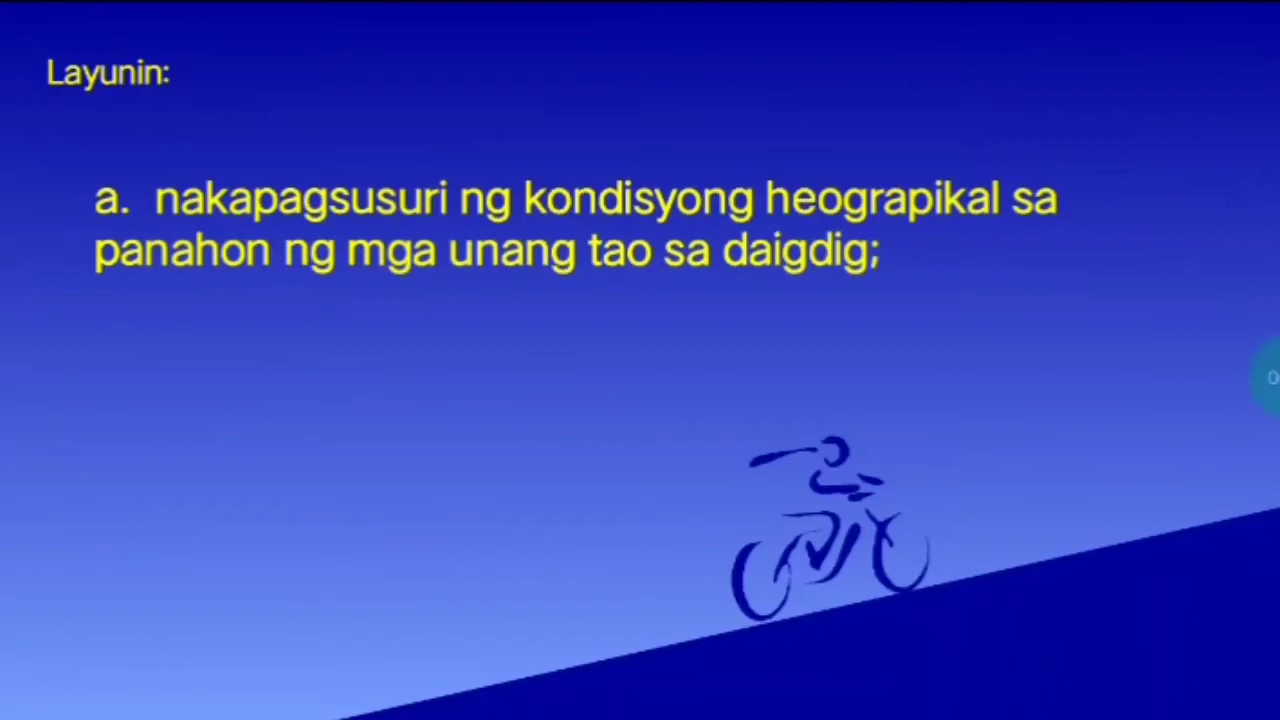 Layunin:
a. nakapagsusuri ng kondisyong heograpikal sa
panahon ng mga unang tao sa daigdig;